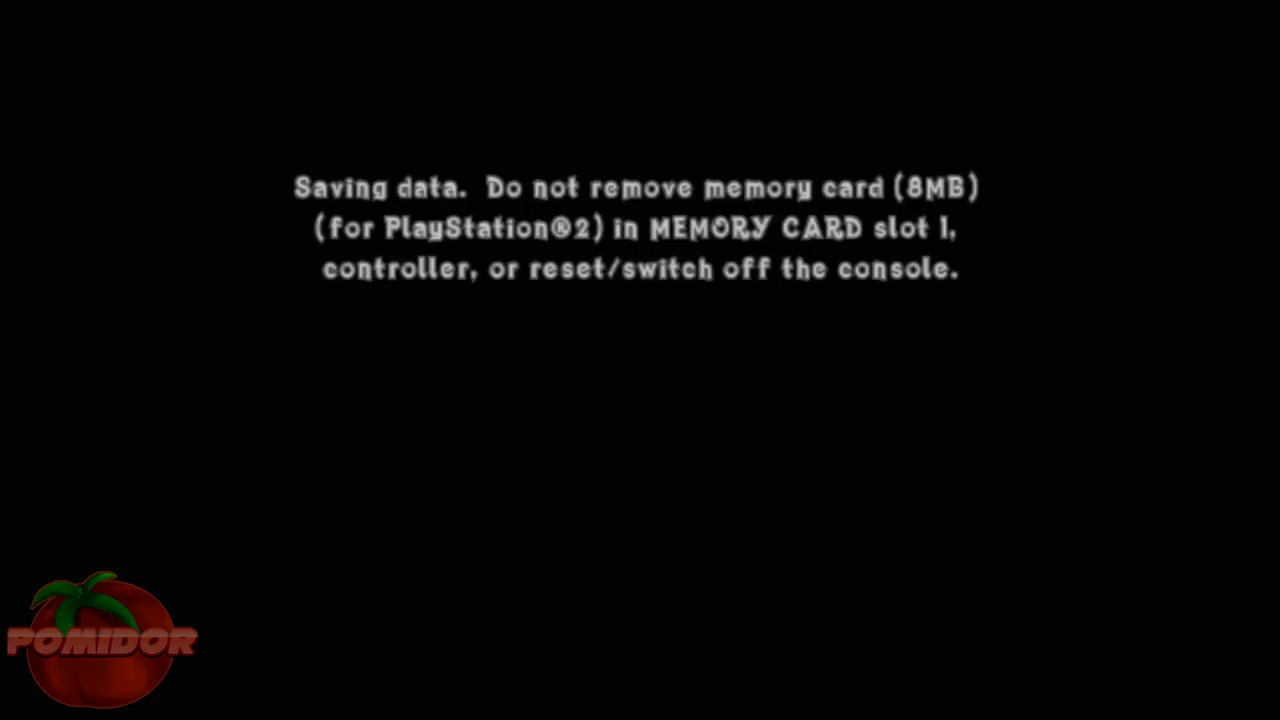 Saving data. Do not remove memory card (8MB)
(for PlayStation®2) in MEMORY CARD slot 1,
controller, or reset/switch off the console.
POMIDOR